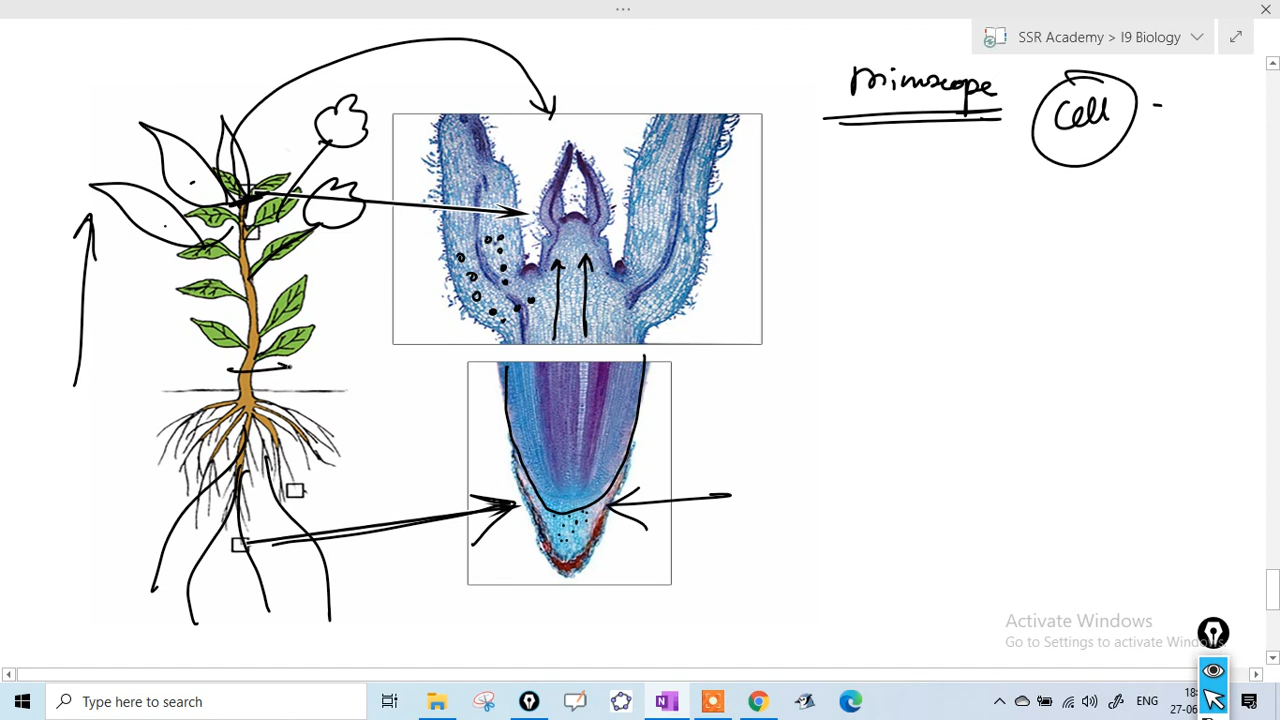 SSR Academy > I9 Biology
Microscope
Cell
Activate Windows
Go to Settings to activate Windows.
Type here to search
ENG